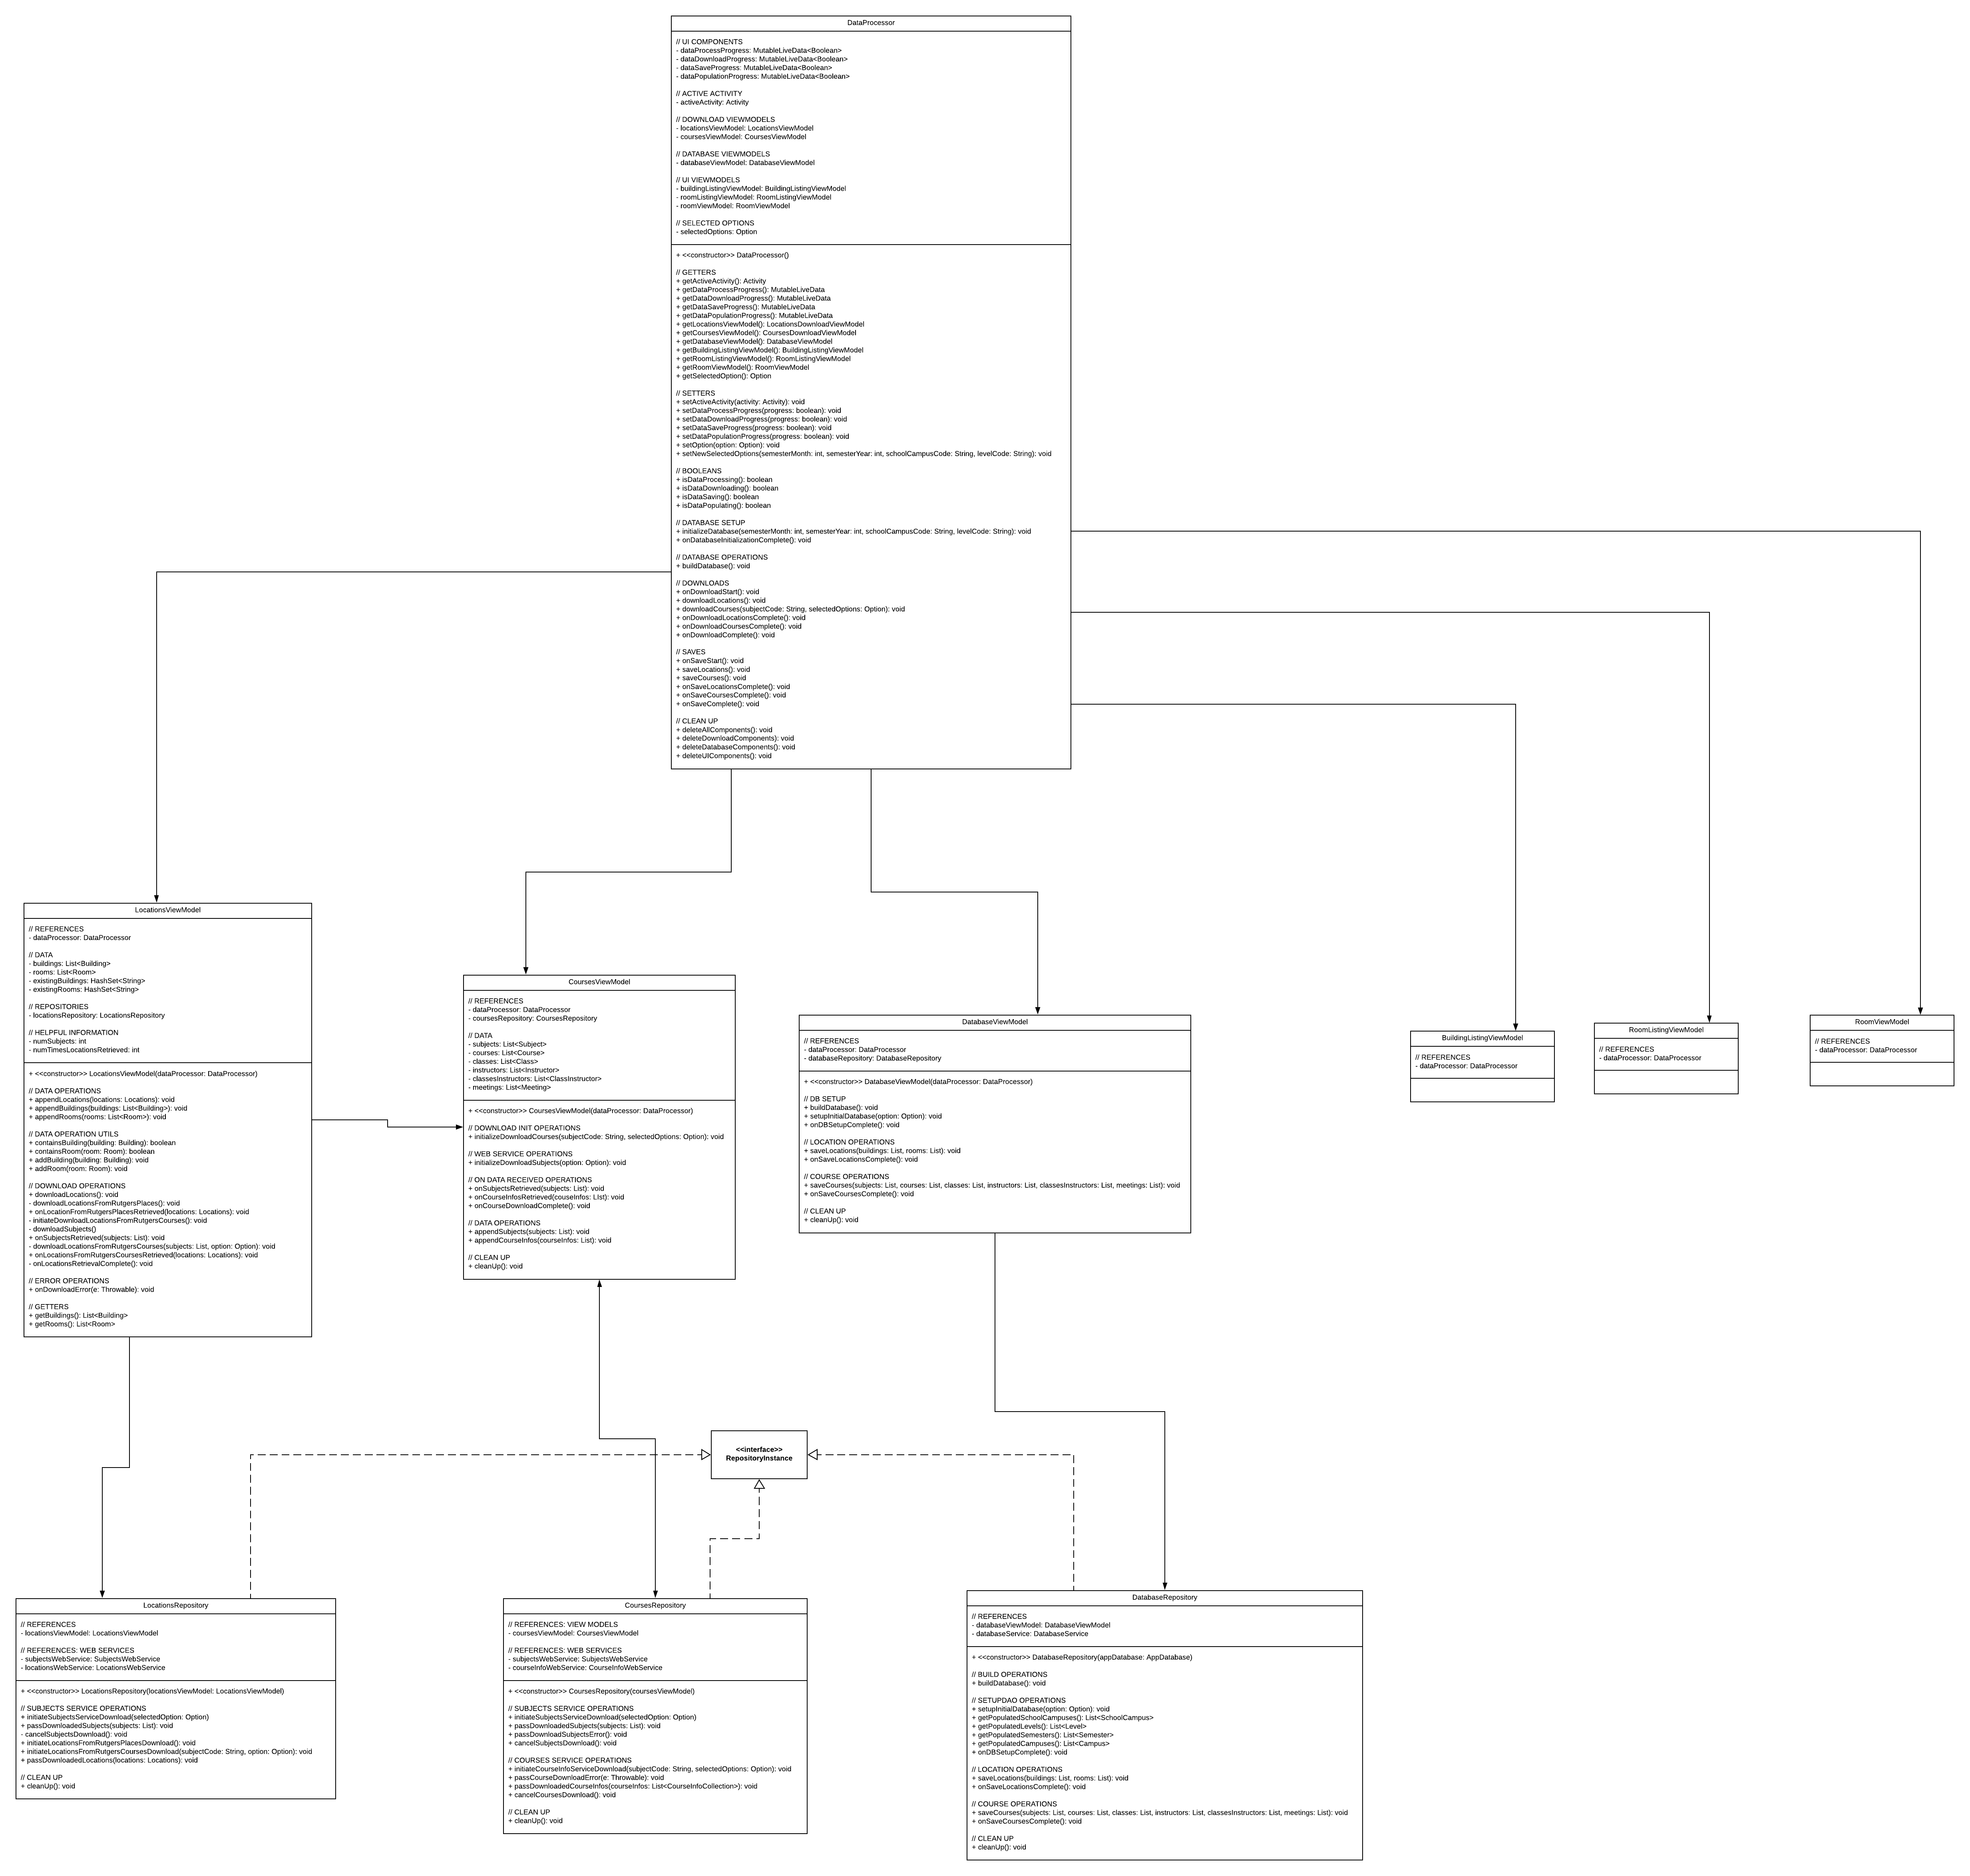 DataProcessor
// UI COMPONENTS
- dataProcessProgress: MutableLiveData<Boolean>
- dataDownloadProgress: MutableLiveData<Boolean>
- dataSaveProgress: MutableLiveData<Boolean>
- dataPopulationProgress: MutableLiveData<Boolean>
// ACTIVE ACTIVITY
- activeActivity: Activity
// DOWNLOAD VIEWMODELS
- locationsViewModel: LocationsViewModel
- coursesViewModel: CoursesViewModel
// DATABASE VIEWMODELS
- databaseViewModel: DatabaseViewModel
// UI VIEWMODELS
- buildingListingViewModel: BuildingListingViewModel
- roomListingViewModel: RoomListingViewModel
- roomViewModel: RoomViewModel
// SELECTED OPTIONS
- selectedOptions: Option
+ <<constructor>> DataProcessor()
// GETTERS
+ getActiveActivity(): Activity
+ getDataProcessProgress(): MutableLiveData
+ getDataDownloadProgress(): MutableLiveData
+ getDataSaveProgress(): MutableLiveData
+ getDataPopulationProgress(): MutableLiveData
+ getLocationsViewModel(): LocationsDownloadViewModel
+ getCoursesViewModel(): CoursesDownloadViewModel
+ getDatabaseViewModel(): DatabaseViewModel
+ getBuildingListingViewModel(): BuildingListingViewModel
+ getRoomListingViewModel(): RoomListingViewModel
+ getRoomViewModel(): RoomViewModel
+ getSelectedOption(): Option
// SETTERS
+ setActiveActivity(activity: Activity): void
+ setDataProcessProgress(progress: boolean): void
+ setDataDownloadProgress(progress: boolean): void
+ setDataSaveProgress(progress: boolean): void
+ setDataPopulationProgress(progress: boolean): void
+ setOption(option: Option): void
+ setNewSelectedOptions(semesterMonth: int, semesterYear: int, schoolCampusCode: String, levelCode: String): void
// BOOLEANS
+ isDataProcessing(): boolean
+ isDataDownloading(): boolean
+ isDataSaving(): boolean
+ isDataPopulating(): boolean
// DATABASE SETUP
+ initializeDatabase(semesterMonth: int, semesterYear: int, schoolCampusCode: String, levelCode: String): void
+ onDatabaseInitializationComplete(): void
// DATABASE OPERATIONS
+ buildDatabase(): void
// DOWNLOADS
+ onDownloadStart(): void
+ downloadLocations(): void
+ downloadCourses(subjectCode: String, selectedOptions: Option): void
+ onDownloadLocationsComplete(): void
+ onDownloadCoursesComplete(): void
+ onDownloadComplete(): void
// SAVES
+ onSaveStart(): void
+ saveLocations(): void
+ saveCourses(): void
+ onSaveLocationsComplete(): void
+ onSaveCoursesComplete(): void
+ onSaveComplete(): void
// CLEAN UP
+ deleteAllComponents(): void
+ deleteDownloadComponents): void
+ deleteDatabaseComponents(): void
+ deleteUIComponents(): void
LocationsViewModel
// REFERENCES
- dataProcessor: DataProcessor
// DATA
- buildings: List<Building>
- rooms: List<Room>
- existingBuildings: HashSet<String>
- existingRooms: HashSet<String>
// REPOSITORIES
- locationsRepository: LocationsRepository
// HELPFUL INFORMATION
- numSubjects: int
- numTimesLocationsRetrieved: int
+ <<constructor>> LocationsViewModel(dataProcessor: DataProcessor)
// DATA OPERATIONS
+ appendLocations(locations: Locations): void
+ appendBuildings(buildings: List<Building>): void
+ appendRooms(rooms: List<Room>): void
// DATA OPERATION UTILS
+ containsBuilding(building: Building): boolean
+ containsRoom(room: Room): boolean
+ addBuilding(building: Building): void
+ addRoom(room: Room): void
// DOWNLOAD OPERATIONS
+ downloadLocations(): void
- downloadLocationsFromRutgersPlaces(): void
+ onLocationFromRutgersPlacesRetrieved(locations: Locations): void
- initiateDownloadLocationsFromRutgersCourses(): void
- downloadSubjects()
+ onSubjectsRetrieved(subjects: List): void
- downloadLocationsFromRutgersCourses(subjects: List, option: Option): void
+ onLocationsFromRutgersCoursesRetrieved(locations: Locations): void
- onLocationsRetrievalComplete(): void
// ERROR OPERATIONS
+ onDownloadError(e: Throwable): void
// GETTERS
+ getBuildings(): List<Building>
+ getRooms(): List<Room>
CoursesViewModel
// REFERENCES
- dataProcessor: DataProcessor
- coursesRepository: CoursesRepository
// DATA
- subjects: List<Subject>
- courses: List<Course>
- classes: List<Class>
- instructors: List<Instructor>
- classesInstructors: List<ClassInstructor>
- meetings: List<Meeting>
+ <<constructor>> CoursesViewModel(dataProcessor: DataProcessor)
// DOWNLOAD INIT OPERATIONS
+ initializeDownloadCourses(subjectCode: String, selectedOptions: Option): void
// WEB SERVICE OPERATIONS
+ initializeDownloadSubjects(option: Option): void
// ON DATA RECEIVED OPERATIONS
+ onSubjectsRetrieved(subjects: List): void
+ onCourseInfosRetrieved(couseInfos: LIst): void
+ onCourseDownloadComplete(): void
// DATA OPERATIONS
+ appendSubjects(subjects: List): void
+ appendCourseInfos(courseInfos: List): void
// CLEAN UP
+ cleanUp(): void
DatabaseViewModel
// REFERENCES
- dataProcessor: DataProcessor
- databaseRepository: DatabaseRepository
+ <<constructor>> DatabaseViewModel(dataProcessor: DataProcessor)
// DB SETUP
+ buildDatabase(): void
+ setupInitialDatabase(option: Option): void
+ onDBSetupComplete(): void
// LOCATION OPERATIONS
+ saveLocations(buildings: List, rooms: List): void
+ onSaveLocationsComplete(): void
// COURSE OPERATIONS
+ saveCourses(subjects: List, courses: List, classes: List, instructors: List, classesInstructors: List, meetings: List): void
+ onSaveCoursesComplete(): void
// CLEAN UP
+ cleanUp(): void
BuildingListingViewModel
// REFERENCES
- dataProcessor: DataProcessor
RoomListingViewModel
// REFERENCES
- dataProcessor: DataProcessor
RoomViewModel
// REFERENCES
- dataProcessor: DataProcessor
<<interface>>
RepositoryInstance
LocationsRepository
// REFERENCES
- locationsViewModel: LocationsViewModel
// REFERENCES: WEB SERVICES
- subjectsWebService: SubjectsWebService
- locationsWebService: LocationsWebService
+ <<constructor>> LocationsRepository(locationsViewModel: LocationsViewModel)
// SUBJECTS SERVICE OPERATIONS
+ initiateSubjectsServiceDownload(selectedOption: Option)
+ passDownloadedSubjects(subjects: List): void
- cancelSubjectsDownload(): void
+ initiateLocationsFromRutgersPlacesDownload(): void
+ initiateLocationsFromRutgersCoursesDownload(subjectCode: String, option: Option): void
+ passDownloadedLocations(locations: Locations): void
// CLEAN UP
+ cleanUp(): void
CoursesRepository
// REFERENCES: VIEW MODELS
- coursesViewModel: CoursesViewModel
// REFERENCES: WEB SERVICES
- subjectsWebService: SubjectsWebService
- courseInfoWebService: CourseInfoWebService
+ <<constructor>> CoursesRepository(coursesViewModel)
// SUBJECTS SERVICE OPERATIONS
+ initiateSubjectsServiceDownload(selectedOption: Option)
+ passDownloadedSubjects(subjects: List): void
+ passDownloadSubjectsError(): void
+ cancelSubjectsDownload(): void
// COURSES SERVICE OPERATIONS
+ initiateCourseInfoServiceDownload(subjectCode: String, selectedOptions: Option): void
+ passCourseDownloadError(e: Throwable): void
+ passDownloadedCourseInfos(courseInfos: List<CourseInfoCollection>): void
+ cancelCoursesDownload(): void
// CLEAN UP
+ cleanUp(): void
DatabaseRepository
// REFERENCES
- databaseViewModel: DatabaseViewModel
- databaseService: DatabaseService
+ <<constructor>> DatabaseRepository(appDatabase: AppDatabase)
// BUILD OPERATIONS
+ buildDatabase(): void
// SETUPDAO OPERATIONS
+ setupInitialDatabase(option: Option): void
+ getPopulatedSchoolCampuses(): List<SchoolCampus>
+ getPopulatedLevels(): List<Level>
+ getPopulatedSemesters(): List<Semester>
+ getPopulatedCampuses(): List<Campus>
+ onDBSetupComplete(): void
// LOCATION OPERATIONS
+ saveLocations(buildings: List, rooms: List): void
+ onSaveLocationsComplete(): void
// COURSE OPERATIONS
+ saveCourses(subjects: List, courses: List, classes: List, instructors: List, classesInstructors: List, meetings: List): void
+ onSaveCoursesComplete(): void
// CLEAN UP
+ cleanUp(): void